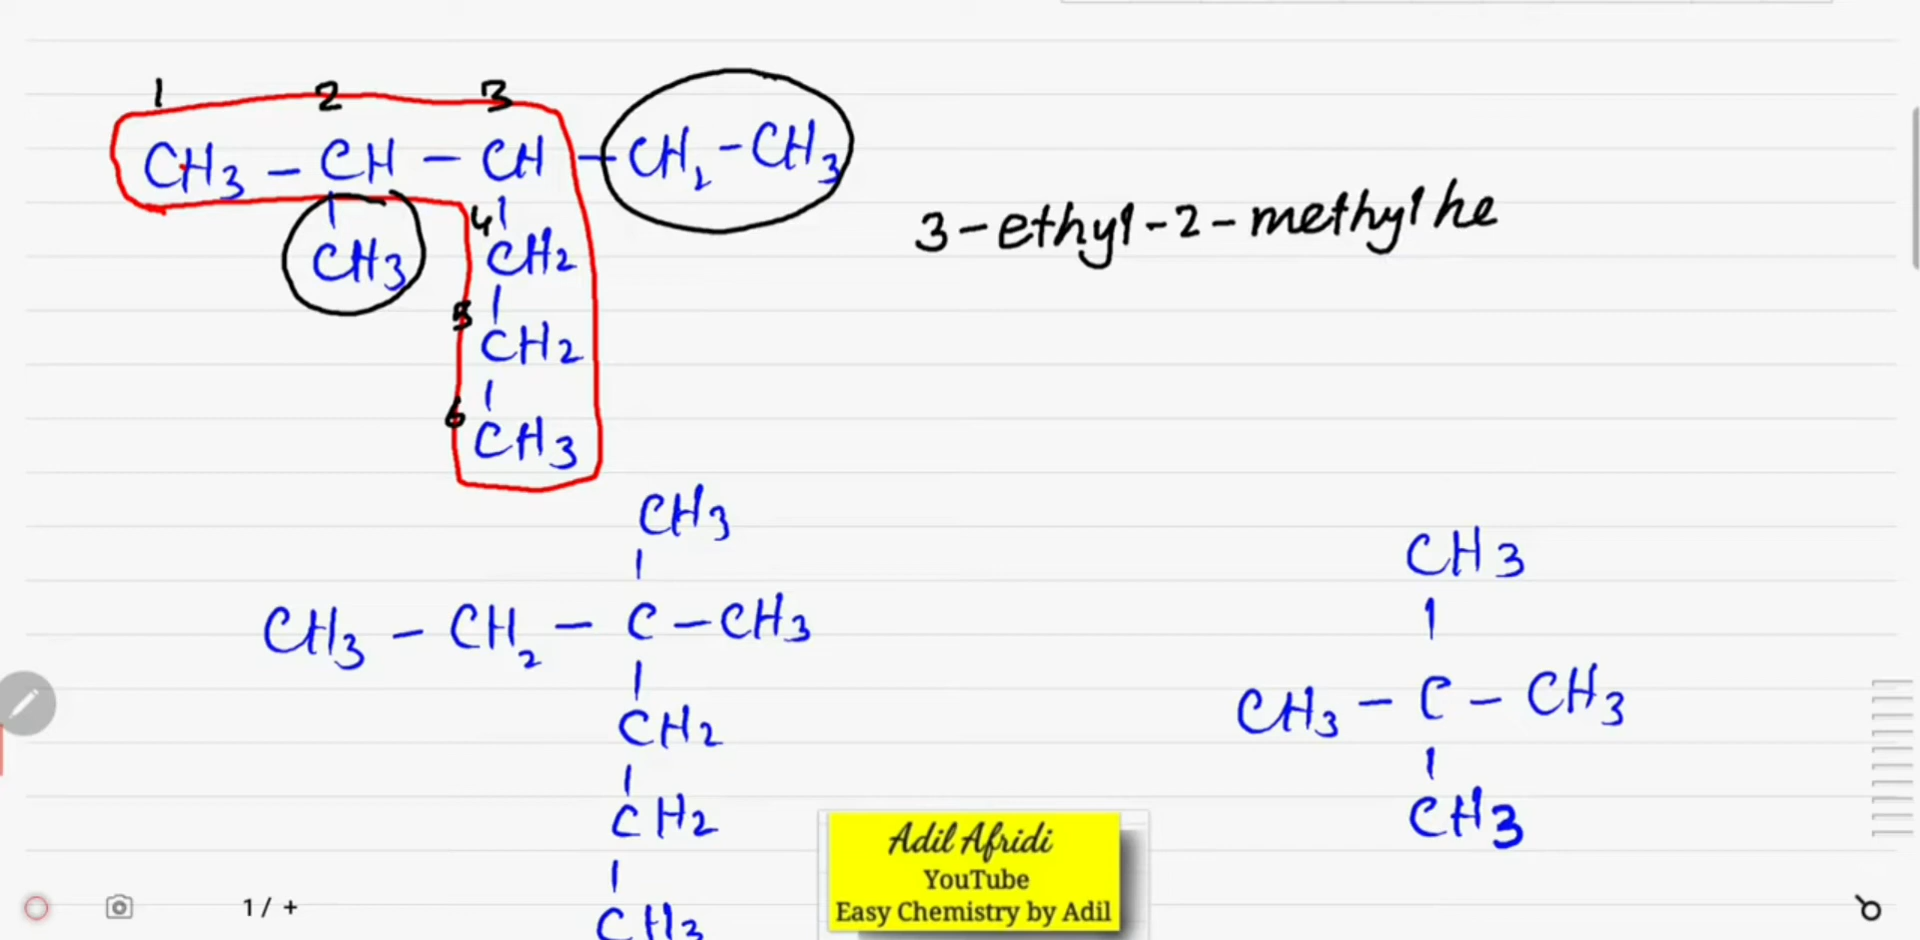 1 2 3
CH3 - CH - CH - CH2 - CH3
CH3
4 CH2
5 CH2
6 CH3
3-ethyl-2-methylhe
CH3
CH3 - CH2 - C - CH3
CH2
CH2
CH3
CH3
CH3 - C - CH3
CH3
Adil Afridi
YouTube
Easy Chemistry by Adil
1 / +